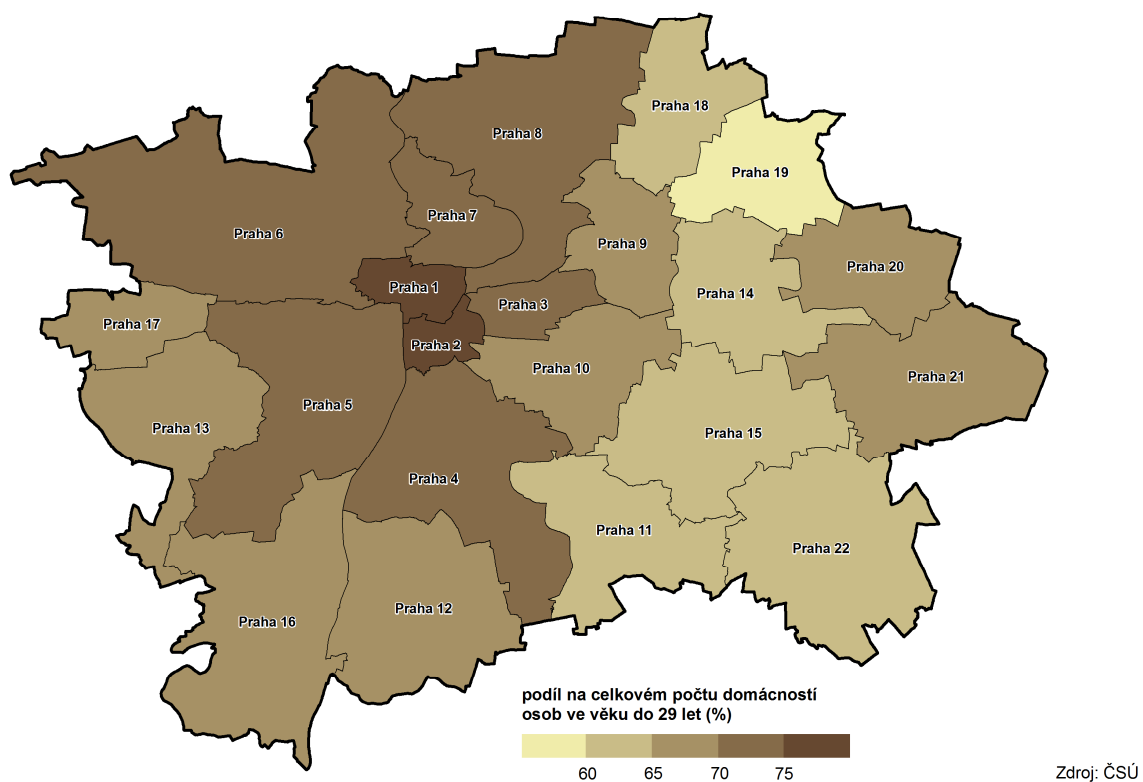 Praha 18
Praha 8
Praha 19
Praha 7
Praha 6
Praha 9
Praha 20
Praha 1
Praha 14
Praha 3
Praha 17
Praha 2
Praha 10
Praha 21
Praha 5
Praha 13
Praha 15
Praha 4
Praha 11
Praha 22
Praha 12
Praha 16
podíl na celkovém počtu domácností
osob ve věku do 29 let (%)
60 65 70 75
Zdroj: ČSÚ